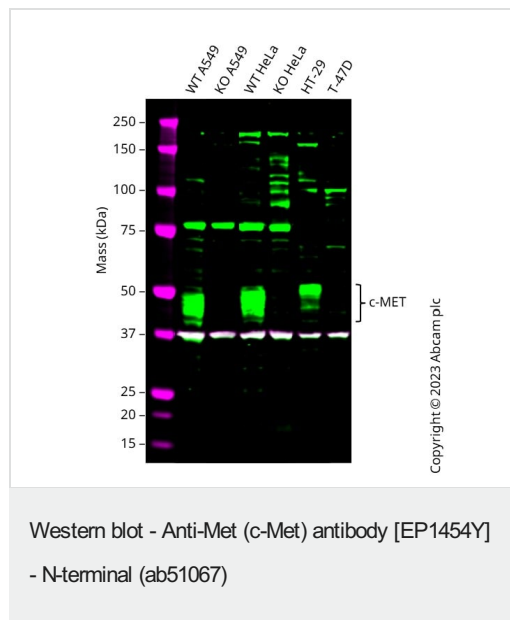 WT A549
KO A549
WT HeLa
KO HeLa
HT-29
T-47D
Mass (kDa)
250
150
100
75
50
37
25
20
15
c-MET
Copyright © 2023 Abcam plc
Western blot - Anti-Met (c-Met) antibody [EP1454Y]
- N-terminal (ab51067)